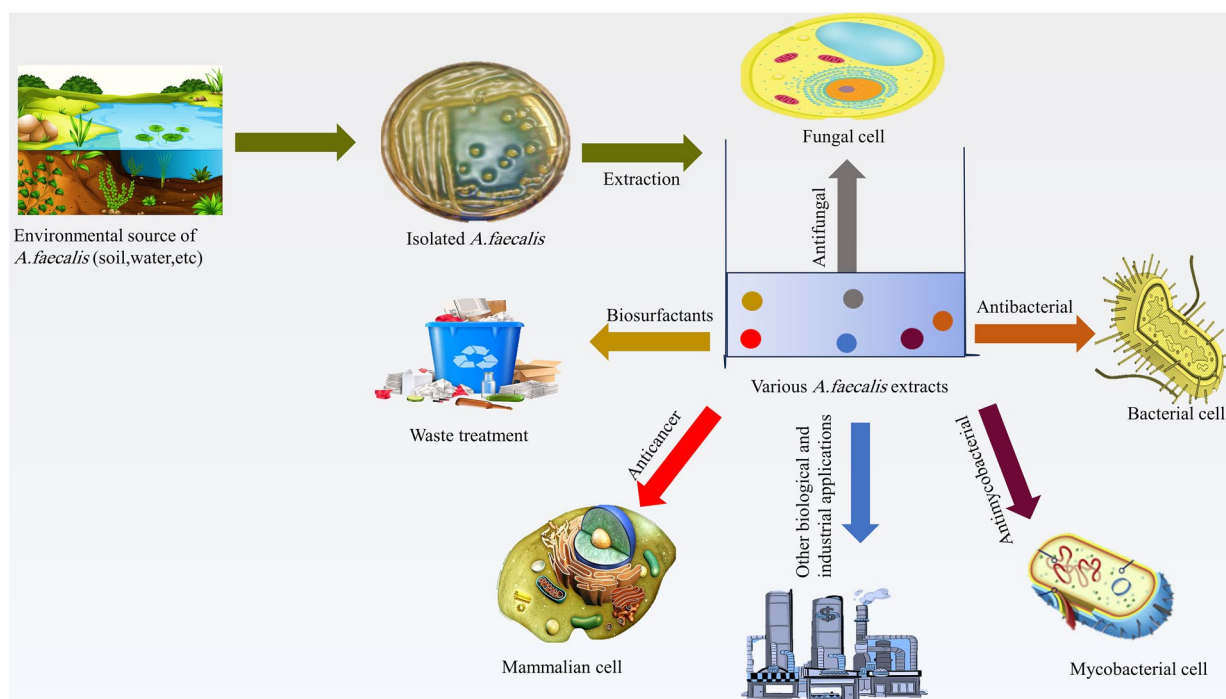 Environmental source of
A.faecalis (soil,water,etc)
Isolated A.faecalis
Extraction
Fungal cell
Antifungal
Biosurfactants
Antibacterial
Various A.faecalis extracts
Waste treatment
Bacterial cell
Anticancer
Other biological and
industrial applications
Antimycobacterial
Mammalian cell
Mycobacterial cell